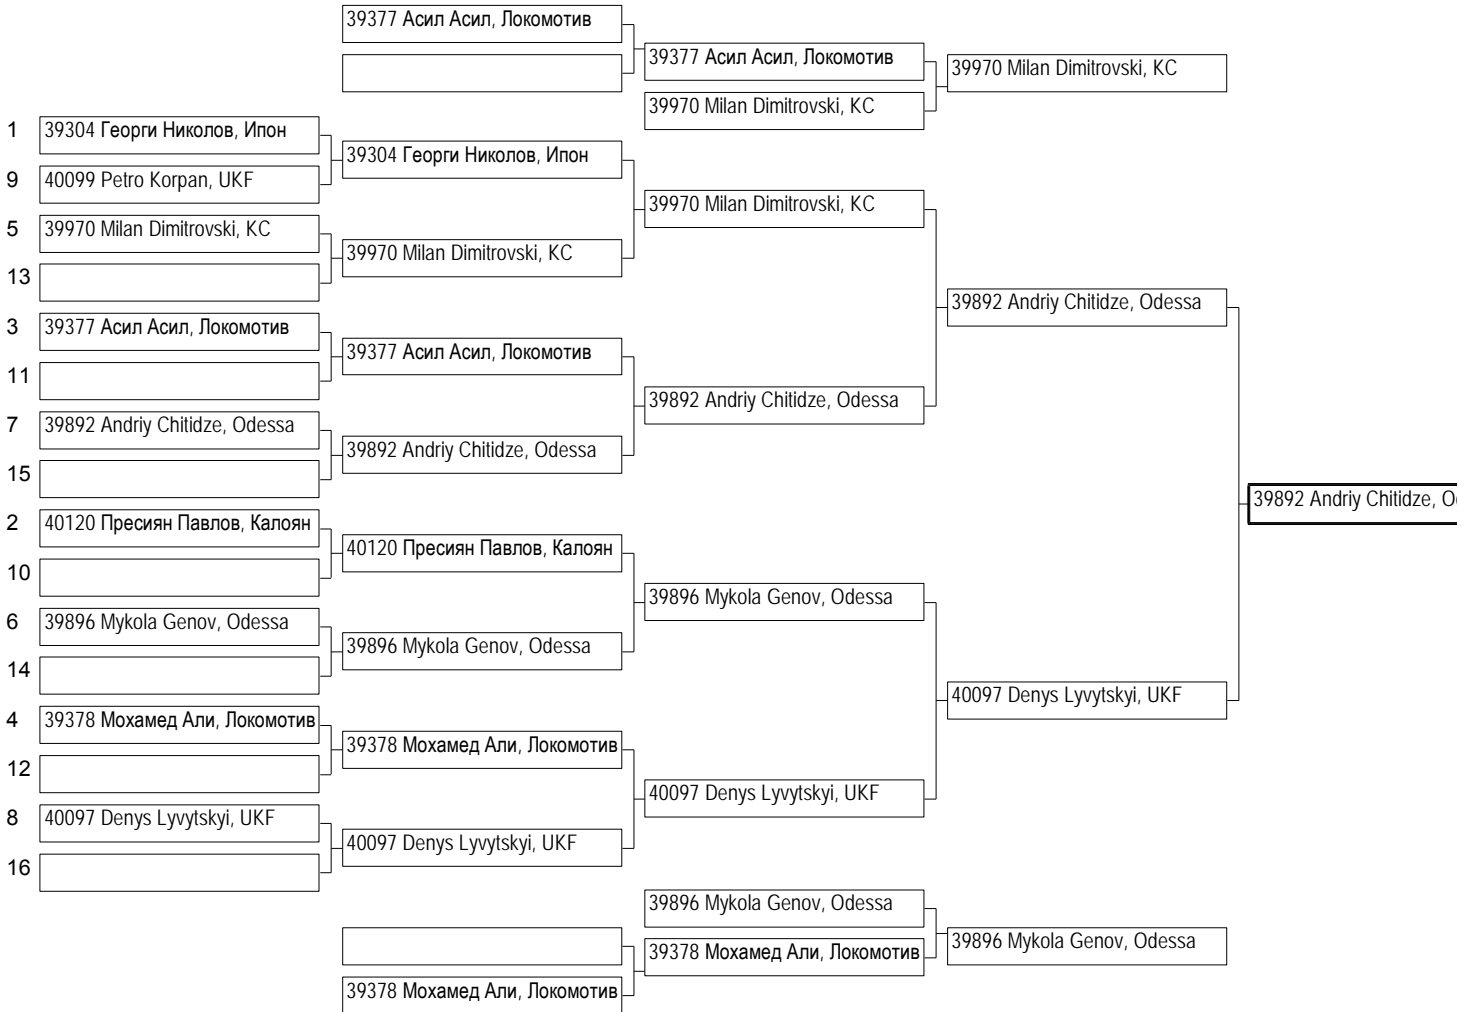 39377 Асил Асил, Локомотив
39377 Асил Асил, Локомотив
39970 Milan Dimitrovski, KC
39970 Milan Dimitrovski, KC
1 39304 Георги Николов, Ипон
39304 Георги Николов, Ипон
9 40099 Petro Korpan, UKF
39970 Milan Dimitrovski, KC
5 39970 Milan Dimitrovski, KC
39970 Milan Dimitrovski, KC
13
39892 Andriy Chitidze, Odessa
3 39377 Асил Асил, Локомотив
39377 Асил Асил, Локомотив
11
39892 Andriy Chitidze, Odessa
7 39892 Andriy Chitidze, Odessa
39892 Andriy Chitidze, Odessa
15
39892 Andriy Chitidze, O
2 40120 Пресиян Павлов, Калоян
40120 Пресиян Павлов, Калоян
10
39896 Mykola Genov, Odessa
6 39896 Mykola Genov, Odessa
39896 Mykola Genov, Odessa
14
40097 Denys Lyvytskyi, UKF
4 39378 Мохамед Али, Локомотив
39378 Мохамед Али, Локомотив
12
40097 Denys Lyvytskyi, UKF
8 40097 Denys Lyvytskyi, UKF
40097 Denys Lyvytskyi, UKF
16
39896 Mykola Genov, Odessa
39896 Mykola Genov, Odessa
39378 Мохамед Али, Локомотив
39378 Мохамед Али, Локомотив